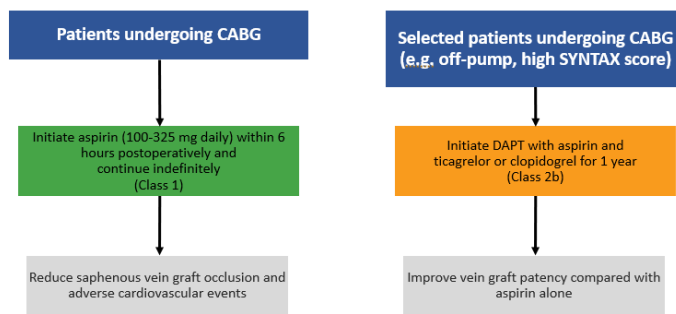 Patients undergoing CABG
Initiate aspirin (100-325 mg daily) within 6
hours postoperatively and
continue indefinitely
(Class 1)
Reduce saphenous vein graft occlusion and
adverse cardiovascular events
Selected patients undergoing CABG
(e.g. off-pump, high SYNTAX score)
Initiate DAPT with aspirin and
ticagrelor or clopidogrel for 1 year
(Class 2b)
Improve vein graft patency compared with
aspirin alone